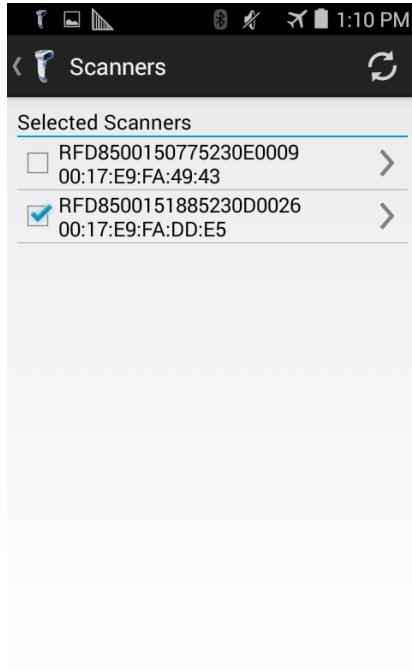 1:10 PM
Scanners
Selected Scanners
RFD8500150775230E0009
00:17:E9:FA:49:43
RFD8500151885230D0026
00:17:E9:FA:DD:E5